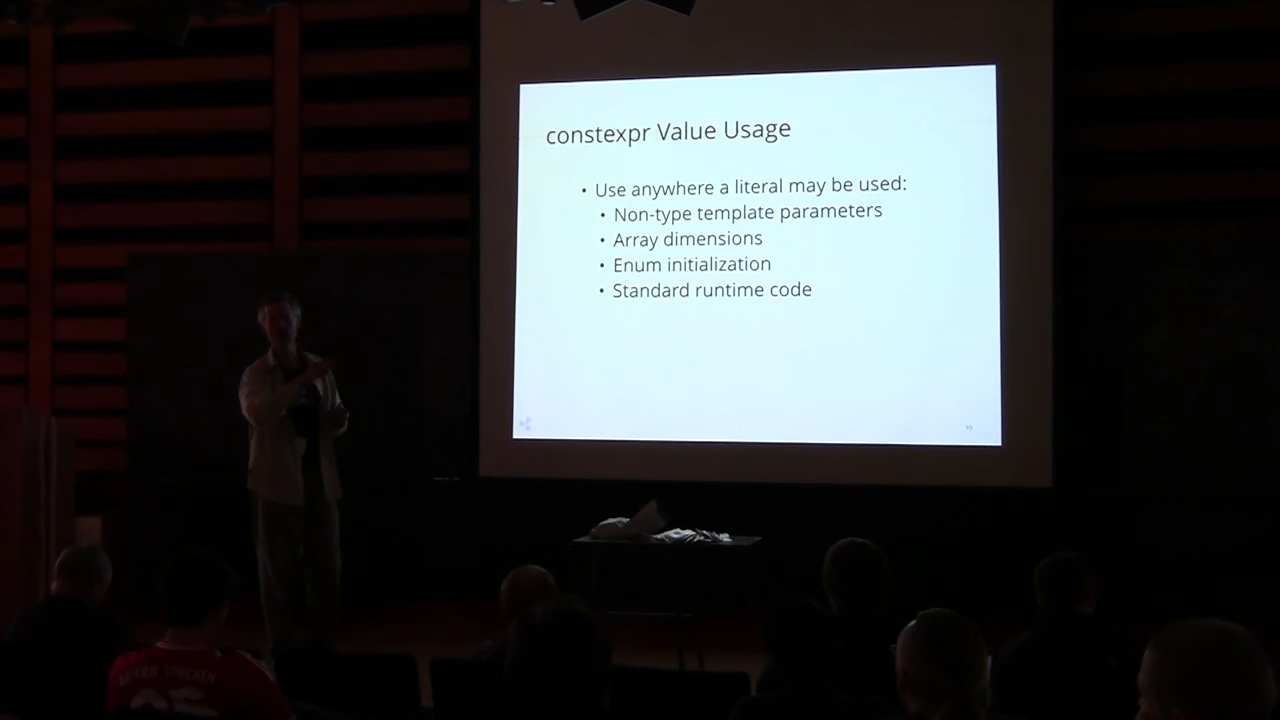 constexpr Value Usage
• Use anywhere a literal may be used:
• Non-type template parameters
• Array dimensions
• Enum initialization
• Standard runtime code
10